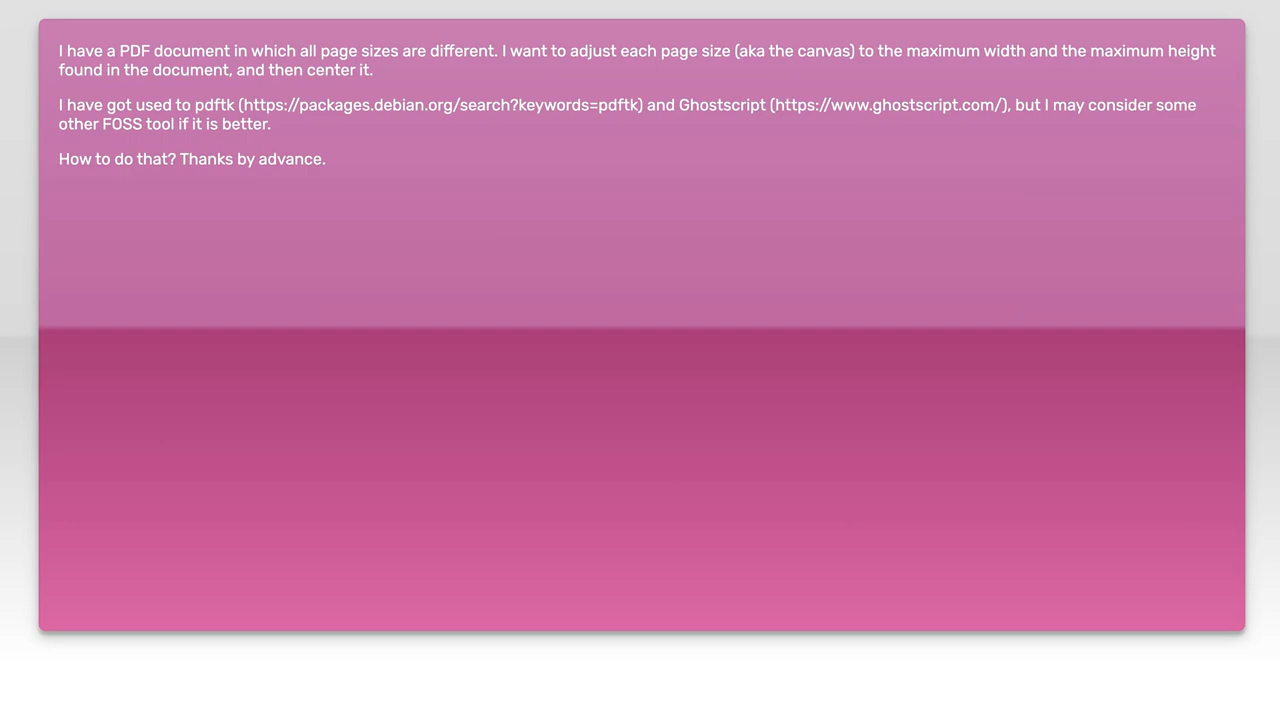 I have a PDF document in which all page sizes are different. I want to adjust each page size (aka the canvas) to the maximum width and the maximum height
found in the document, and then center it.
I have got used to pdftk (https://packages.debian.org/search?keywords=pdftk) and Ghostscript (https://www.ghostscript.com/), but I may consider some
other FOSS tool if it is better.
How to do that? Thanks by advance.